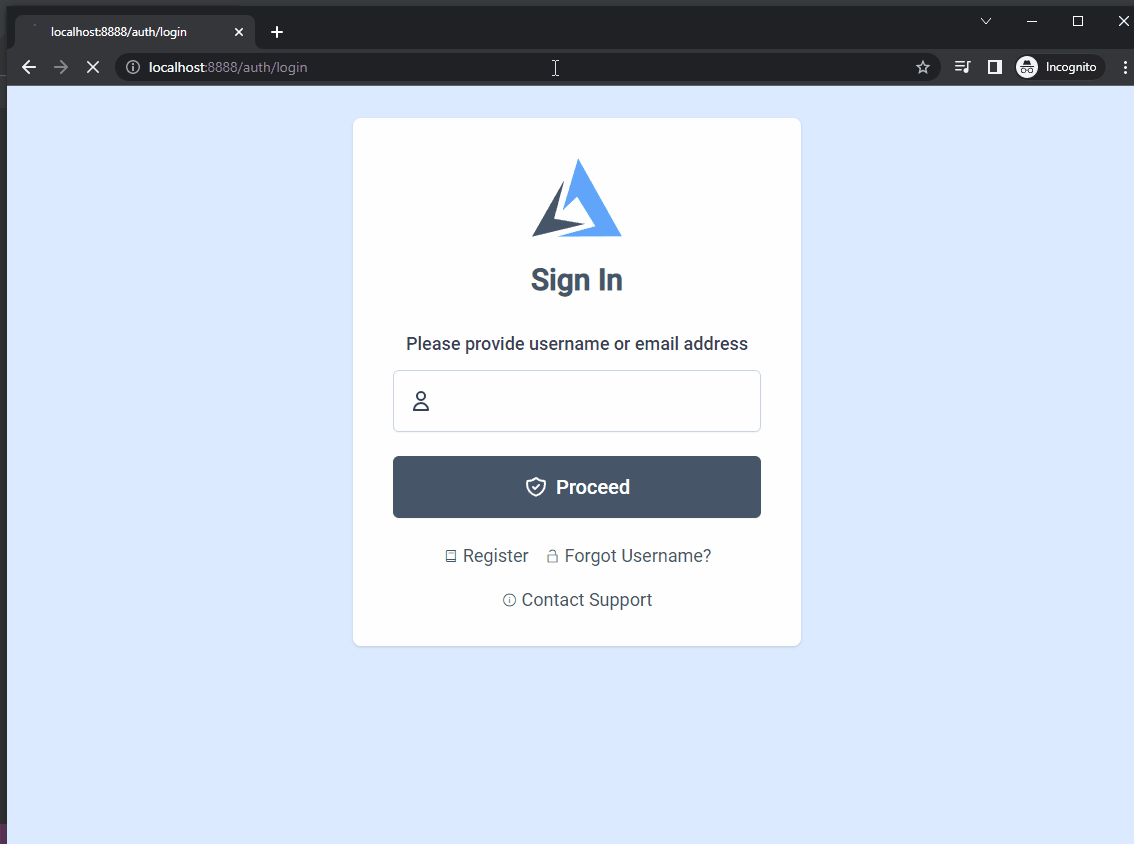 localhost:8888/auth/login
localhost:8888/auth/login
Incognito
Sign In
Please provide username or email address
Proceed
Register Forgot Username?
Contact Support